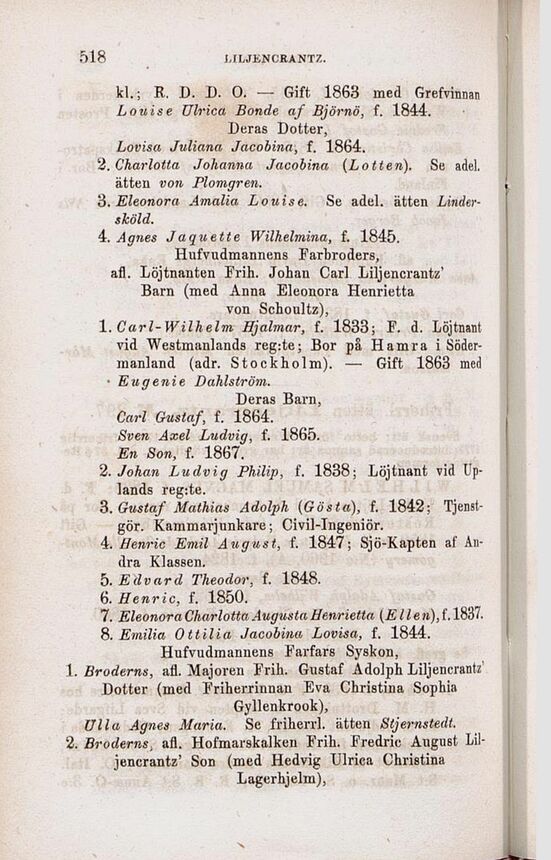 518 LILJENCRANTZ.
kl.; R. D. D. O. — Gift 1863 med Grefvinnan
Louise Ulrica Bonde af Björnö, f. 1844.
Deras Dotter,
Lovisa Juliana Jacobina, f. 1864.
2. Charlotta Johanna Jacobina (Lotten). Se adel.
ätten von Plomgren.
3. Eleonora Amalia Louise. Se adel. ätten Linder-
sköld.
4. Agnes Jaquette Wilhelmina, f. 1845.
Hufvudmannens Farbroders,
afl. Löjtnanten Frih. Johan Carl Liljencrantz'
Barn (med Anna Eleonora Henrietta
von Schoultz),
1. Carl-Wilhelm Hjalmar, f. 1833; F. d. Löjtnant
vid Westmanlands reg:te; Bor på Hamra i Söder-
manland (adr. Stockholm). — Gift 1863 med
Eugenie Dahlström.
Deras Barn,
Carl Gustaf, f. 1864.
Sven Axel Ludvig, f. 1865.
En Son, f. 1867.
2. Johan Ludvig Philip, f. 1838; Löjtnant vid Up-
lands reg:te.
3. Gustaf Mathias Adolph (Gösta), f. 1842; Tjenst-
gör. Kammarjunkare; Civil-Ingeniör.
4. Henric Emil August, f. 1847; Sjö-Kapten af An-
dra Klassen.
5. Edvard Theodor, f. 1848.
6. Henric, f. 1850.
7. Eleonora Charlotta Augusta Henrietta (Ellen), f. 1837.
8. Emilia Ottilia Jacobina Lovisa, f. 1844.
Hufvudmannens Farfars Syskon,
1. Broderns, afl. Majoren Frih. Gustaf Adolph Liljencrantz'
Dotter (med Friherrinnan Eva Christina Sophia
Gyllenkrook),
Ulla Agnes Maria. Se friherrl. ätten Stjernstedt.
2. Broderns, afl. Hofmarskalken Frih. Fredric August Lil-
jencrantz' Son (med Hedvig Ulrica Christina
Lagerhjelm),